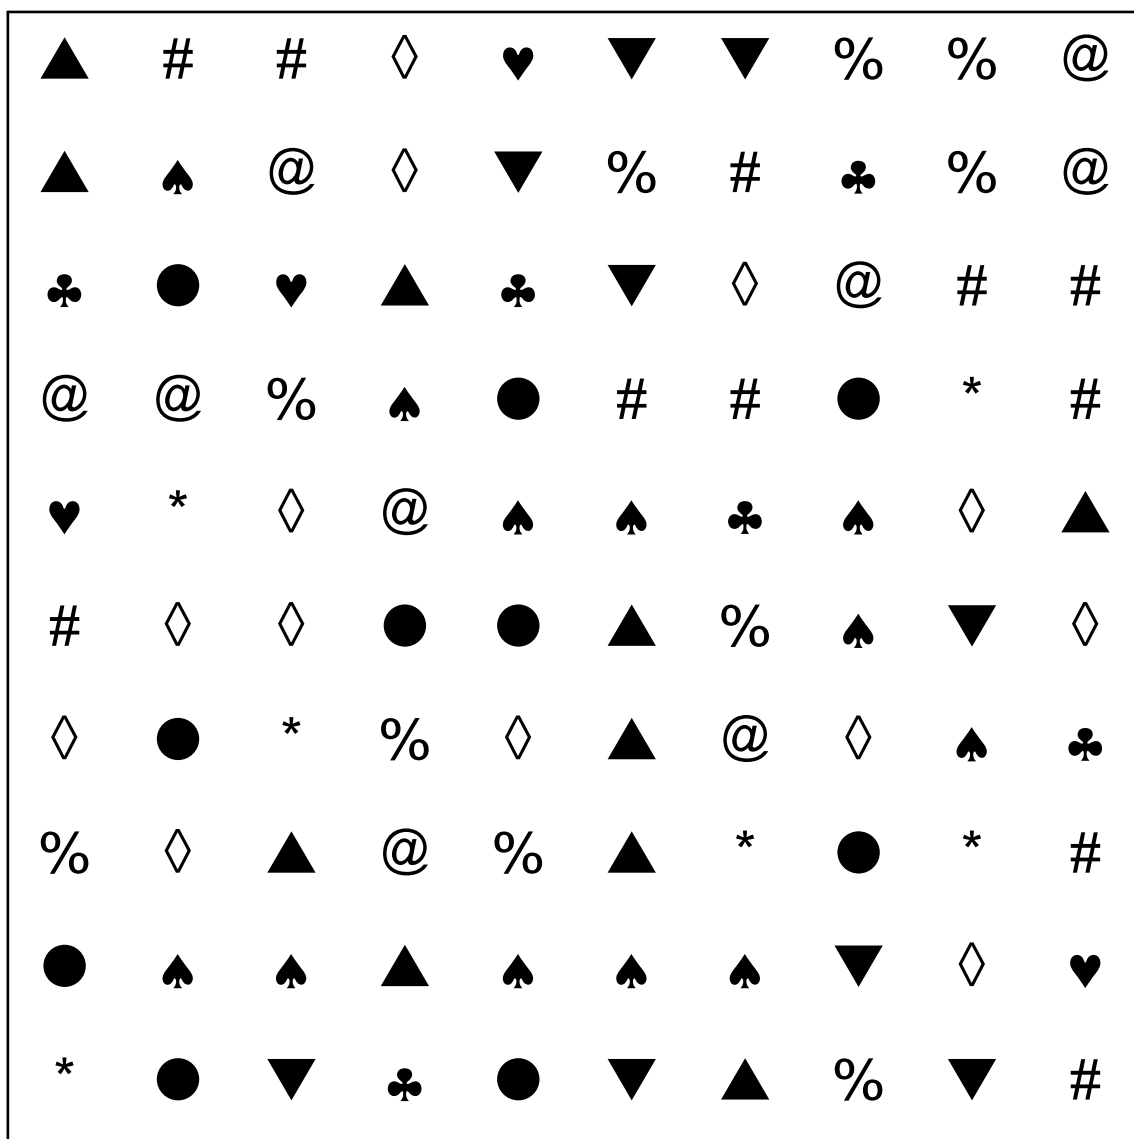 ▲ # # ◊ ♥ ▼ ▼ % % @
▲ ♠ @ ◊ ▼ % # ♣ % @
♣ ● ♥ ▲ ♣ ▼ ◊ @ # #
@ @ % ♠ ● # # ● * #
♥ * ◊ @ ♠ ♠ ♣ ♠ ◊ ▲
# ◊ ◊ ● ● ▲ % ♠ ▼ ◊
◊ ● * % ◊ ▲ @ ◊ ♠ ♣
% ◊ ▲ @ % ▲ * ● * #
● ♠ ♠ ▲ ♠ ♠ ♠ ▼ ◊ ♥
* ● ▼ ♣ ● ▼ ▲ % ▼ #